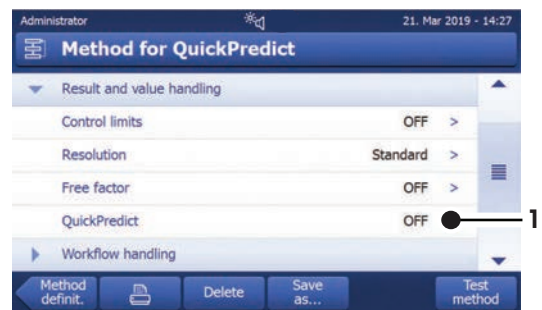 Administrator 21. Mar 2019 - 14:27
Method for QuickPredict
Result and value handling
Control limits OFF >
Resolution Standard >
Free factor OFF >
QuickPredict OFF 1
Workflow handling
Method definit. Delete Save as... Test method